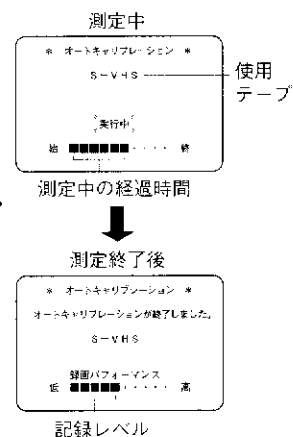 測定中
* オートキャリブレーション *
S-VHS
使用
テープ
実行中
始 ■■■■■■ · · · · 終
測定中の経過時間
測定終了後
* オートキャリブレーション *
オートキャリブレーションが終了しました。
S-VHS
録画パフォーマンス
低 ■■■■■ · · · · · 高
記録レベル